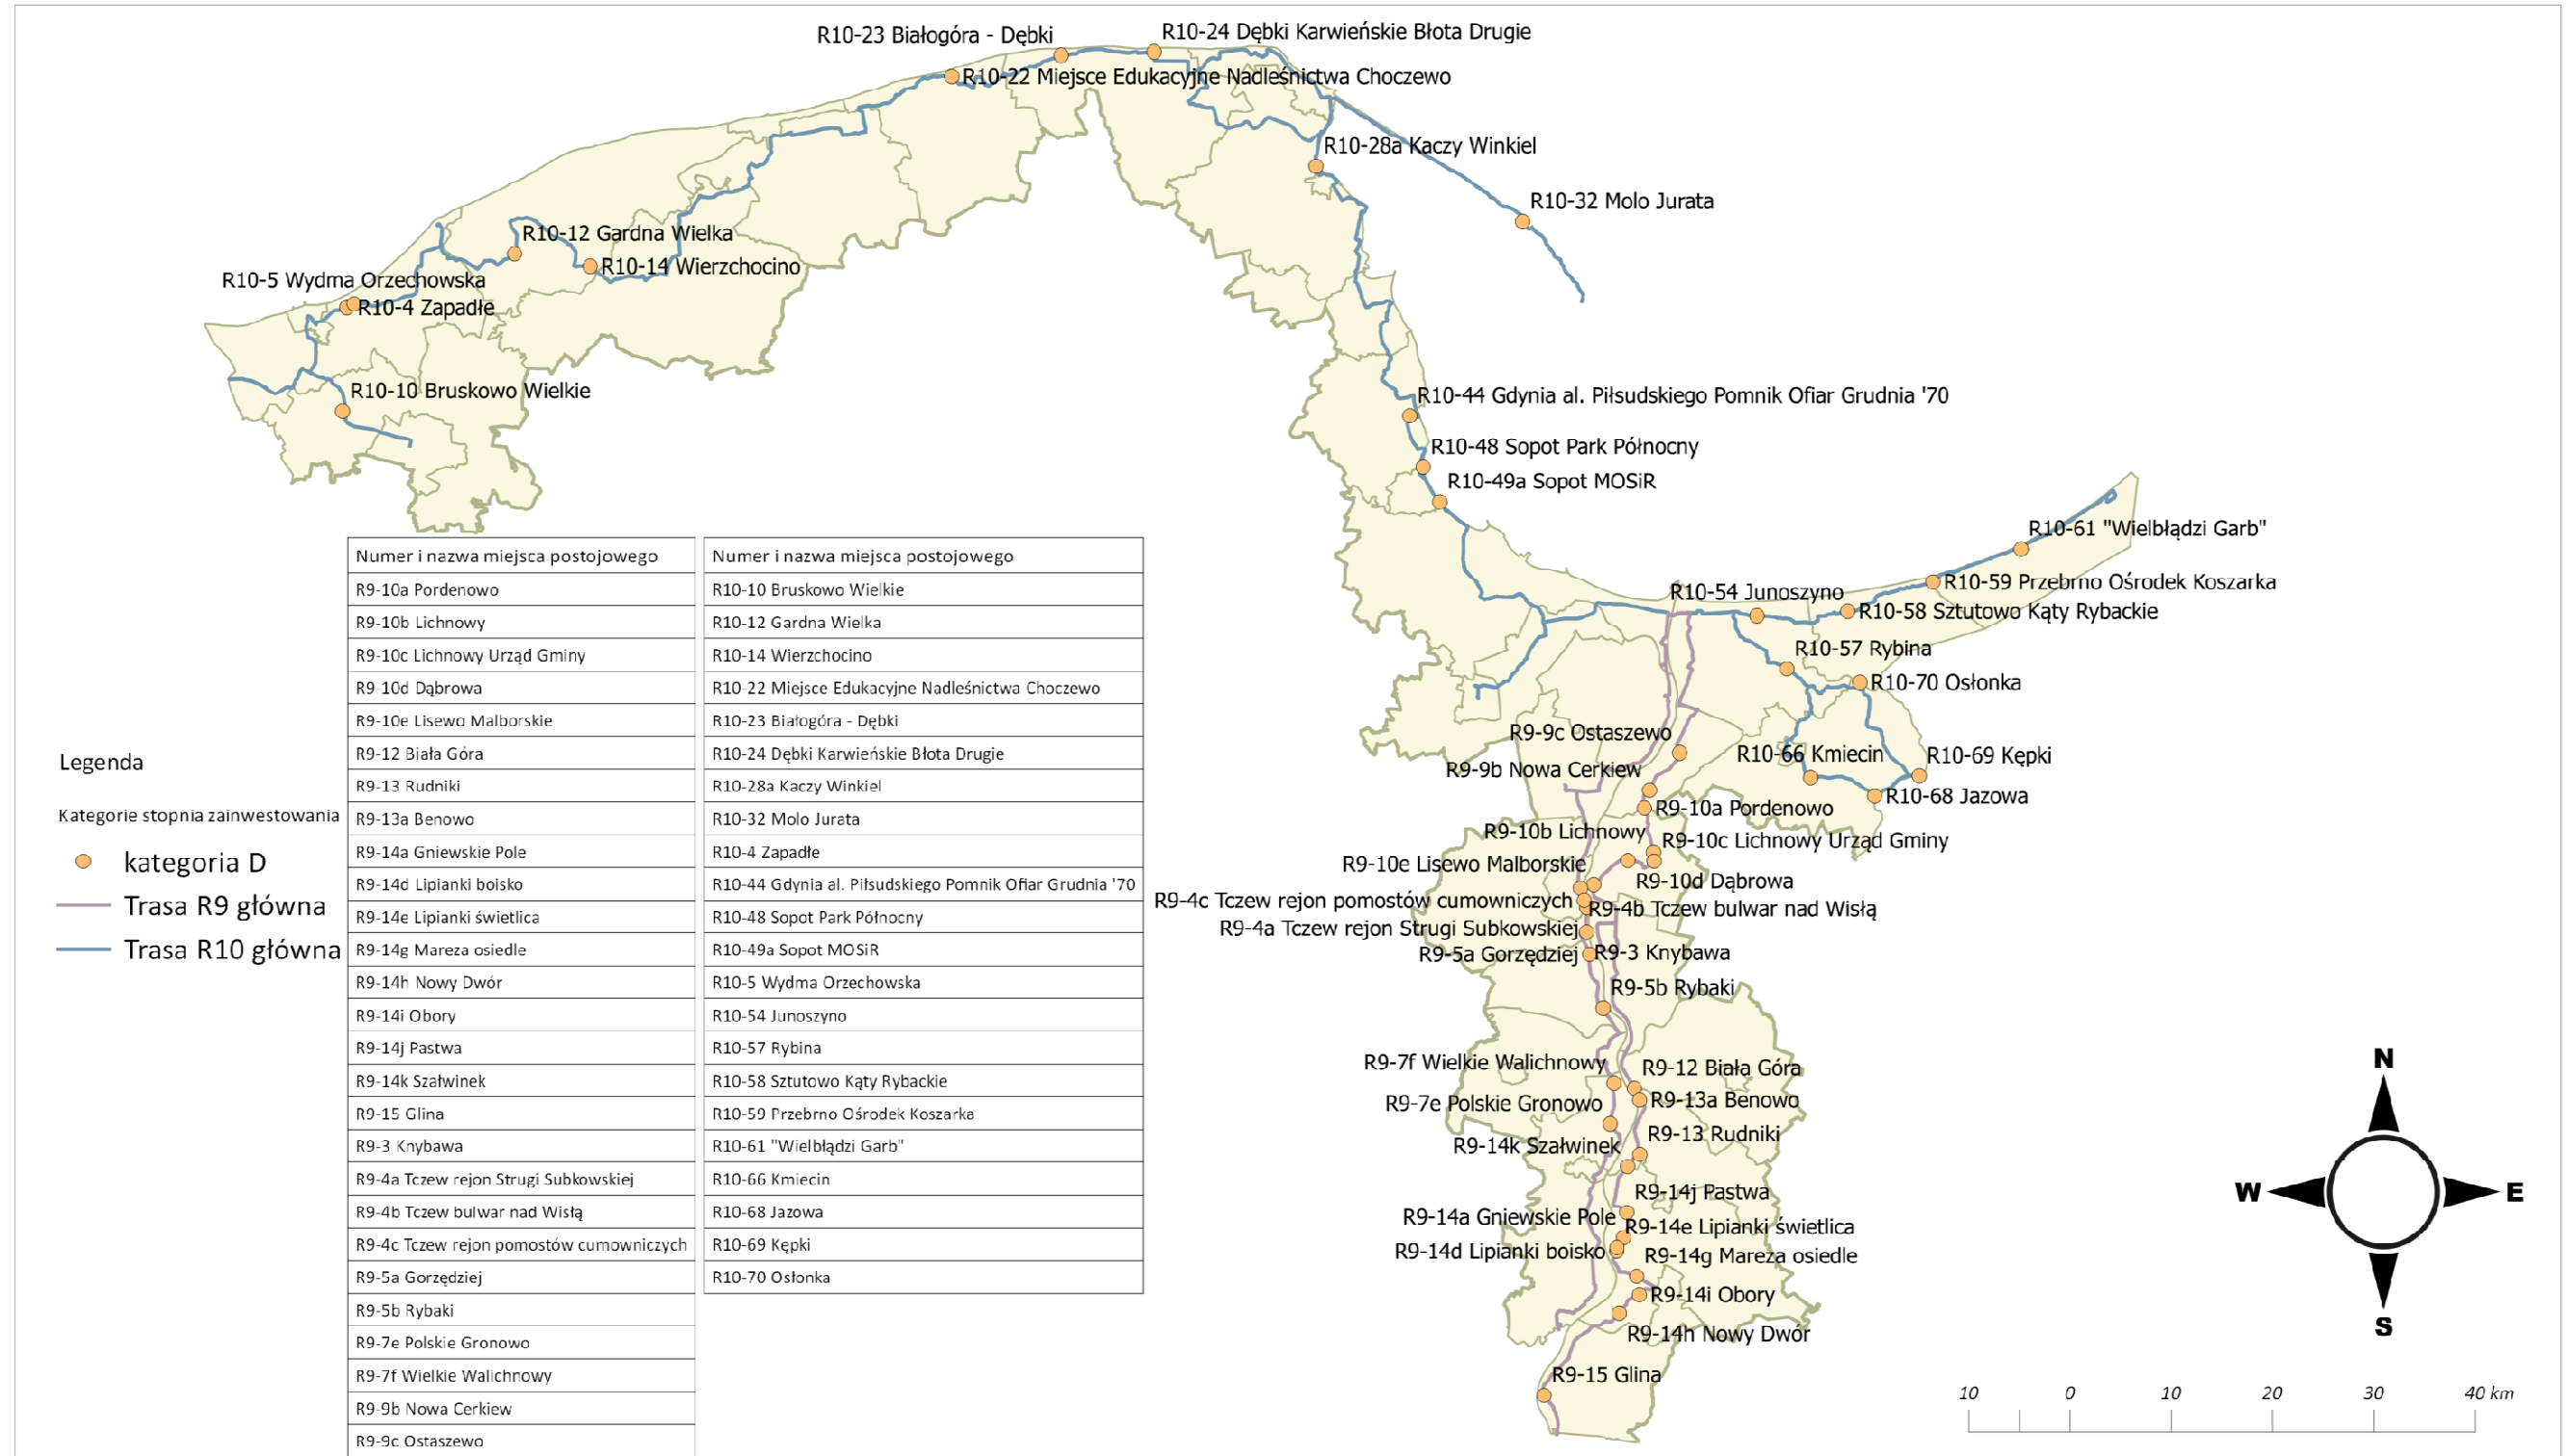 R10-23 Białogóra - Dębki
R10-24 Dębki Karwieńskie Błota Drugie
R10-22 Miejsce Edukacyjne Nadleśnictwa Choczewo
R10-28a Kaczy Winkiel
R10-32 Molo Jurata
R10-12 Gardna Wielka
R10-14 Wierzchocino
R10-5 Wydma Orzechowska
R10-4 Zapadłe
R10-10 Bruskowo Wielkie
R10-44 Gdynia al. Piłsudskiego Pomnik Ofiar Grudnia '70
R10-48 Sopot Park Północny
R10-49a Sopot MOSiR
R10-61 "Wielbłądzi Garb"
R10-59 Przebrno Ośrodek Koszarka
R10-54 Junoszyno
R10-58 Sztutowo Kąty Rybackie
R10-57 Rybina
R10-70 Osłonka
R9-9c Ostaszewo
R10-66 Kmiecin
R10-69 Kępki
R9-9b Nowa Cerkiew
R10-68 Jazowa
R9-10a Pordenowo
R9-10b Lichnowy
R9-10c Lichnowy Urząd Gminy
R9-10e Lisewo Malborskie
R9-10d Dąbrowa
R9-4c Tczew rejon pomostów cumowniczych
R9-4b Tczew bulwar nad Wisłą
R9-4a Tczew rejon Strugi Subkowskiej
R9-5a Gorzędziej
R9-3 Knybawa
R9-5b Rybaki
R9-7f Wielkie Walichnowy
R9-12 Biała Góra
R9-7e Polskie Gronowo
R9-13a Benowo
R9-13 Rudniki
R9-14k Szałwinek
R9-14j Pastwa
R9-14a Gniewskie Pole
R9-14e Lipianki świetlica
R9-14d Lipianki boisko
R9-14g Mareza osiedle
R9-14i Obory
R9-14h Nowy Dwór
R9-15 Glina
Legenda
Kategorie stopnia zainwestowania
kategoria D
Trasa R9 główna
Trasa R10 główna
Numer i nazwa miejsca postojowego
R9-10a Pordenowo
R9-10b Lichnowy
R9-10c Lichnowy Urząd Gminy
R9-10d Dąbrowa
R9-10e Lisewo Malborskie
R9-12 Biała Góra
R9-13 Rudniki
R9-13a Benowo
R9-14a Gniewskie Pole
R9-14d Lipianki boisko
R9-14e Lipianki świetlica
R9-14g Mareza osiedle
R9-14h Nowy Dwór
R9-14i Obory
R9-14j Pastwa
R9-14k Szałwinek
R9-15 Glina
R9-3 Knybawa
R9-4a Tczew rejon Strugi Subkowskiej
R9-4b Tczew bulwar nad Wisłą
R9-4c Tczew rejon pomostów cumowniczych
R9-5a Gorzędziej
R9-5b Rybaki
R9-7e Polskie Gronowo
R9-7f Wielkie Walichnowy
R9-9b Nowa Cerkiew
R9-9c Ostaszewo
Numer i nazwa miejsca postojowego
R10-10 Bruskowo Wielkie
R10-12 Gardna Wielka
R10-14 Wierzchocino
R10-22 Miejsce Edukacyjne Nadleśnictwa Choczewo
R10-23 Białogóra - Dębki
R10-24 Dębki Karwieńskie Błota Drugie
R10-28a Kaczy Winkiel
R10-32 Molo Jurata
R10-4 Zapadłe
R10-44 Gdynia al. Piłsudskiego Pomnik Ofiar Grudnia '70
R10-48 Sopot Park Północny
R10-49a Sopot MOSiR
R10-5 Wydma Orzechowska
R10-54 Junoszyno
R10-57 Rybina
R10-58 Sztutowo Kąty Rybackie
R10-59 Przebrno Ośrodek Koszarka
R10-61 "Wielbłądzi Garb"
R10-66 Kmiecin
R10-68 Jazowa
R10-69 Kępki
R10-70 Osłonka
N
W E
S
10 0 10 20 30 40 km